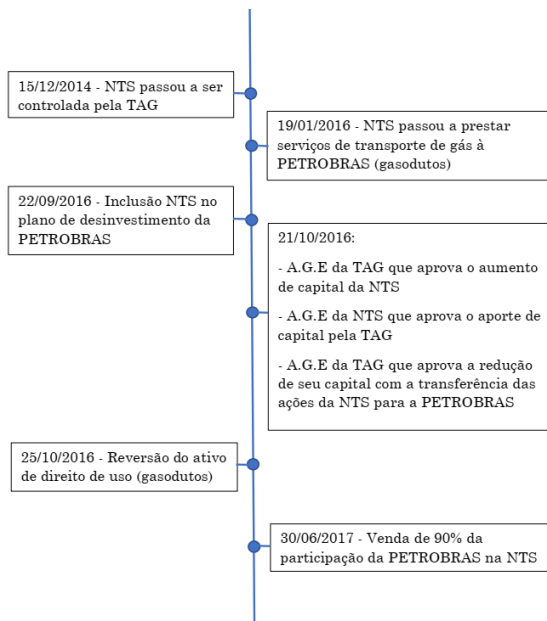 15/12/2014 - NTS passou a ser
controlada pela TAG
19/01/2016 - NTS passou a prestar
serviços de transporte de gás à
PETROBRAS (gasodutos)
22/09/2016 - Inclusão NTS no
plano de desinvestimento da
PETROBRAS
21/10/2016:
- A.G.E da TAG que aprova o aumento
de capital da NTS
- A.G.E da NTS que aprova o aporte
de capital pela TAG
- A.G.E da TAG que aprova a redução
de seu capital com a transferência das
ações da NTS para a PETROBRAS
25/10/2016 - Reversão do ativo
de direito de uso (gasodutos)
30/06/2017 - Venda de 90% da
participação da PETROBRAS na NTS